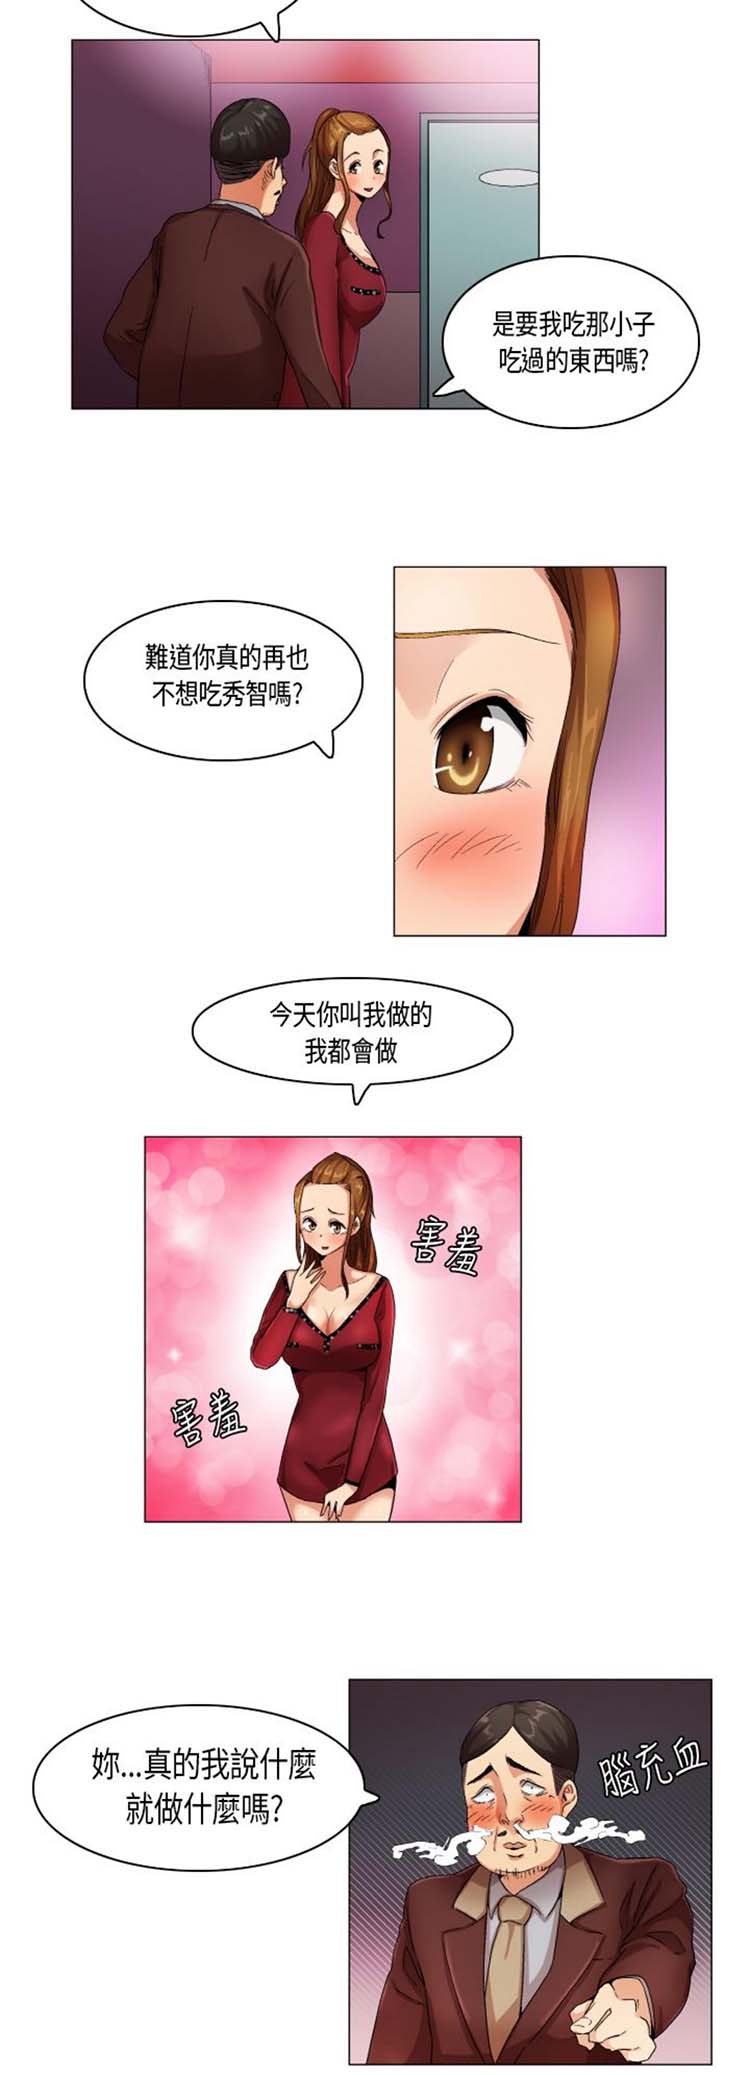 是要我吃那小子
吃過的東西嗎?
難道你真的再也
不想吃秀智嗎?
今天你叫我做的
我都會做
害羞
害羞
妳...真的我說什麼
就做什麼嗎?
腦充血